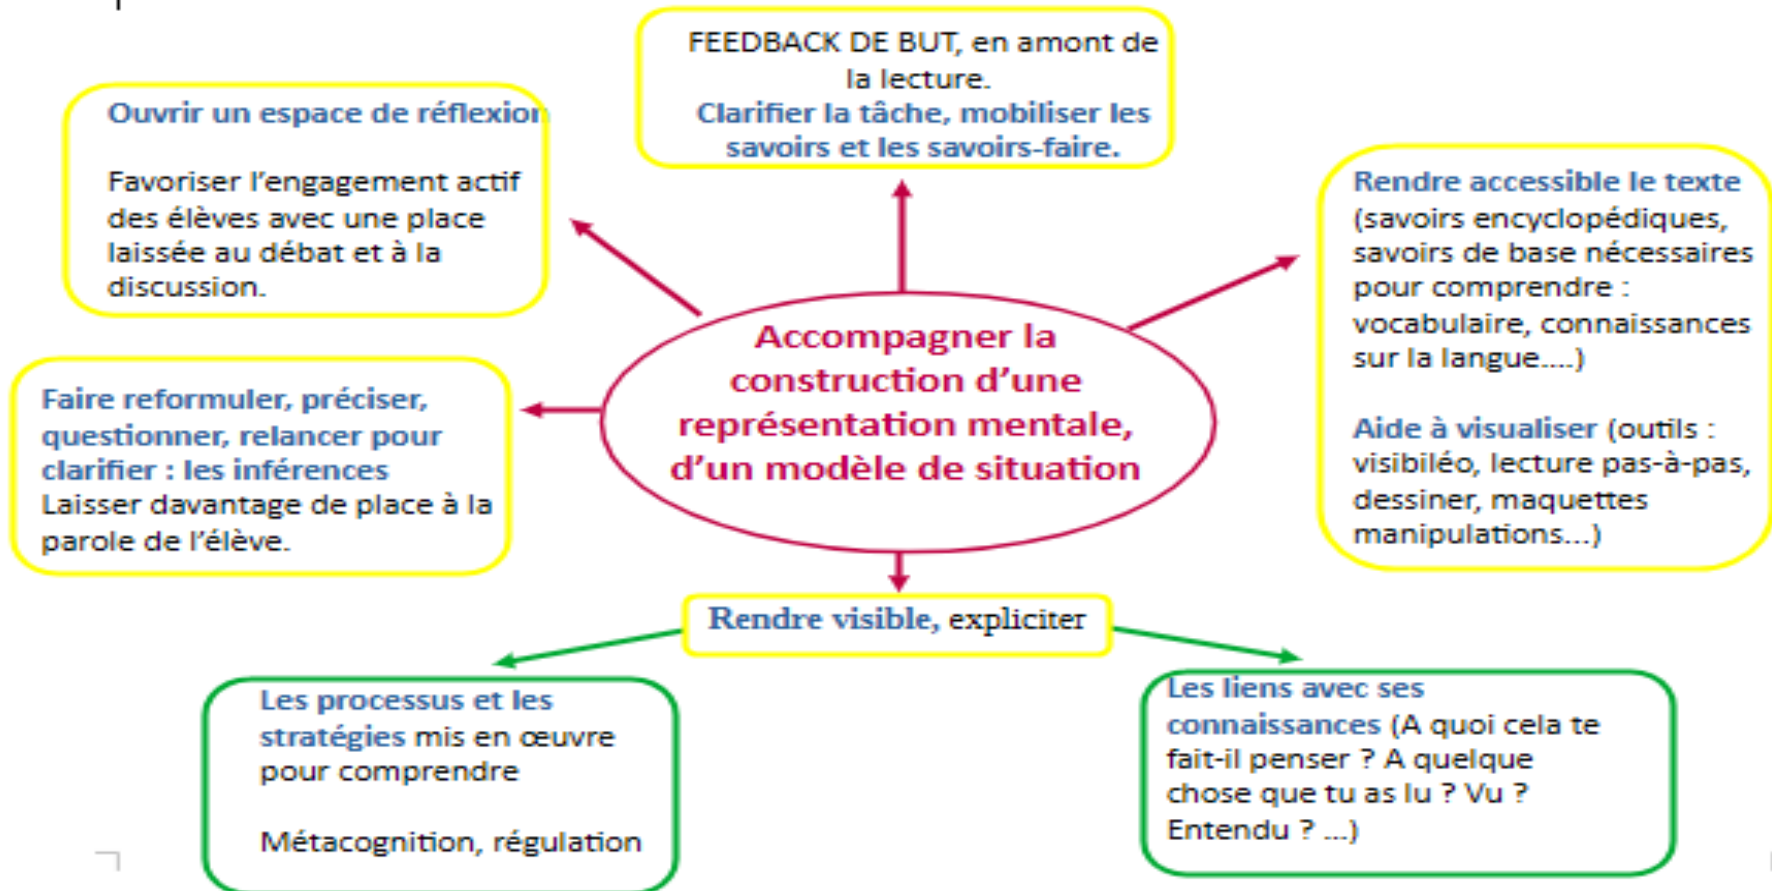 FEEDBACK DE BUT, en amont de
la lecture.
Clarifier la tâche, mobiliser les
savoirs et les savoirs-faire.
Ouvrir un espace de réflexion
Favoriser l'engagement actif
des élèves avec une place
laissée au débat et à la
discussion.
Rendre accessible le texte
(savoirs encyclopédiques,
savoirs de base nécessaires
pour comprendre :
vocabulaire, connaissances
sur la langue....)
Aide à visualiser (outils :
visibiléo, lecture pas-à-pas,
dessiner, maquettes
manipulations...)
Accompagner la
construction d'une
représentation mentale,
d'un modèle de situation
Faire reformuler, préciser,
questionner, relancer pour
clarifier : les inférences
Laisser davantage de place à la
parole de l'élève.
Rendre visible, expliciter
Les processus et les
stratégies mis en œuvre
pour comprendre
Métacognition, régulation
Les liens avec ses
connaissances (A quoi cela te
fait-il penser ? A quelque
chose que tu as lu ? Vu ?
Entendu ? ...)